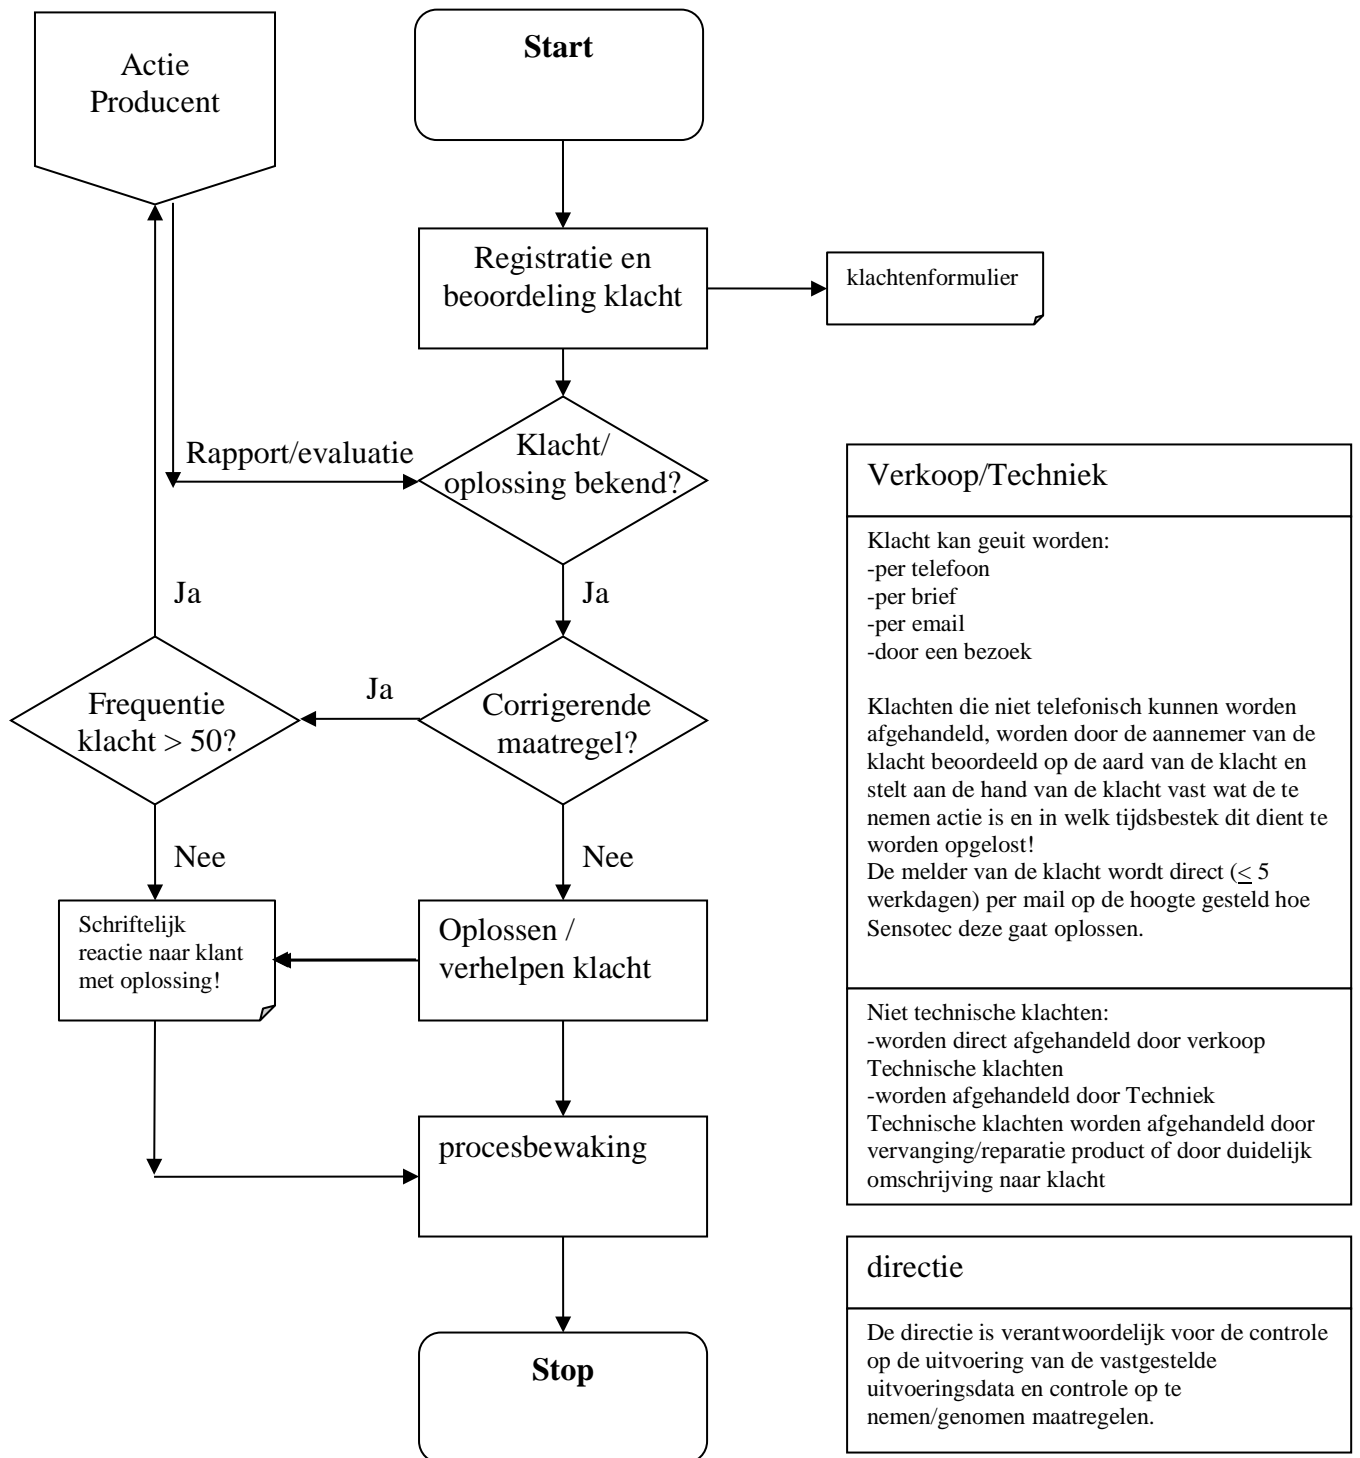 Actie
Producent
Start
Registratie en
beoordeling klacht
klachtenformulier
Rapport/evaluatie
Klacht/
oplossing bekend?
Ja
Ja
Frequentie
klacht > 50?
Ja
Corrigerende
maatregel?
Nee
Nee
Schriftelijk
reactie naar klant
met oplossing!
Oplossen /
verhelpen klacht
procesbewaking
Stop
Verkoop/Techniek
Klacht kan geuit worden:
-per telefoon
-per brief
-per email
-door een bezoek
Klachten die niet telefonisch kunnen worden
afgehandeld, worden door de aannemer van de
klacht beoordeeld op de aard van de klacht en
stelt aan de hand van de klacht vast wat de te
nemen actie is en in welk tijdsbestek dit dient te
worden opgelost!
De melder van de klacht wordt direct (< 5
werkdagen) per mail op de hoogte gesteld hoe
Sensotec deze gaat oplossen.
Niet technische klachten:
-worden direct afgehandeld door verkoop
Technische klachten
-worden afgehandeld door Techniek
Technische klachten worden afgehandeld door
vervanging/reparatie product of door duidelijk
omschrijving naar klacht
directie
De directie is verantwoordelijk voor de controle
op de uitvoering van de vastgestelde
uitvoeringsdata en controle op te
nemen/genomen maatregelen.